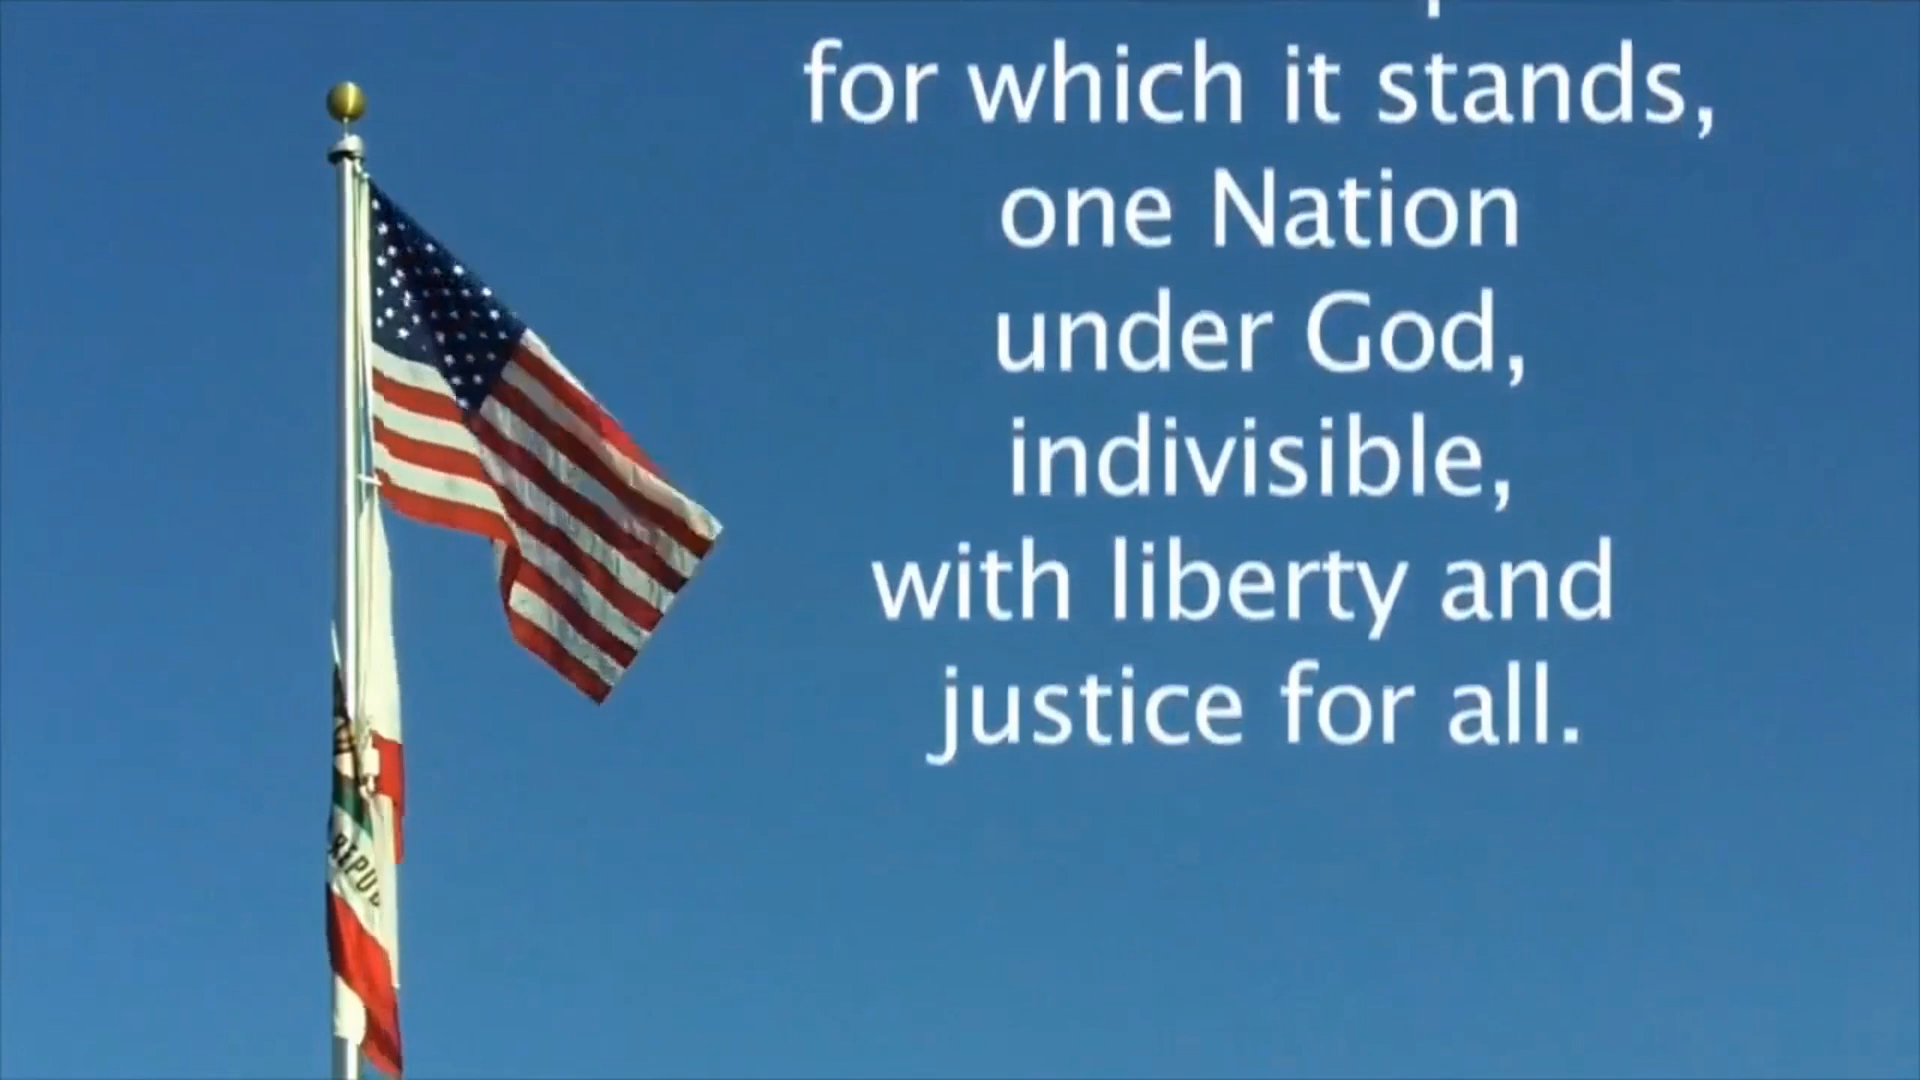 for which it stands,
one Nation
under God,
indivisible,
with liberty and
justice for all.